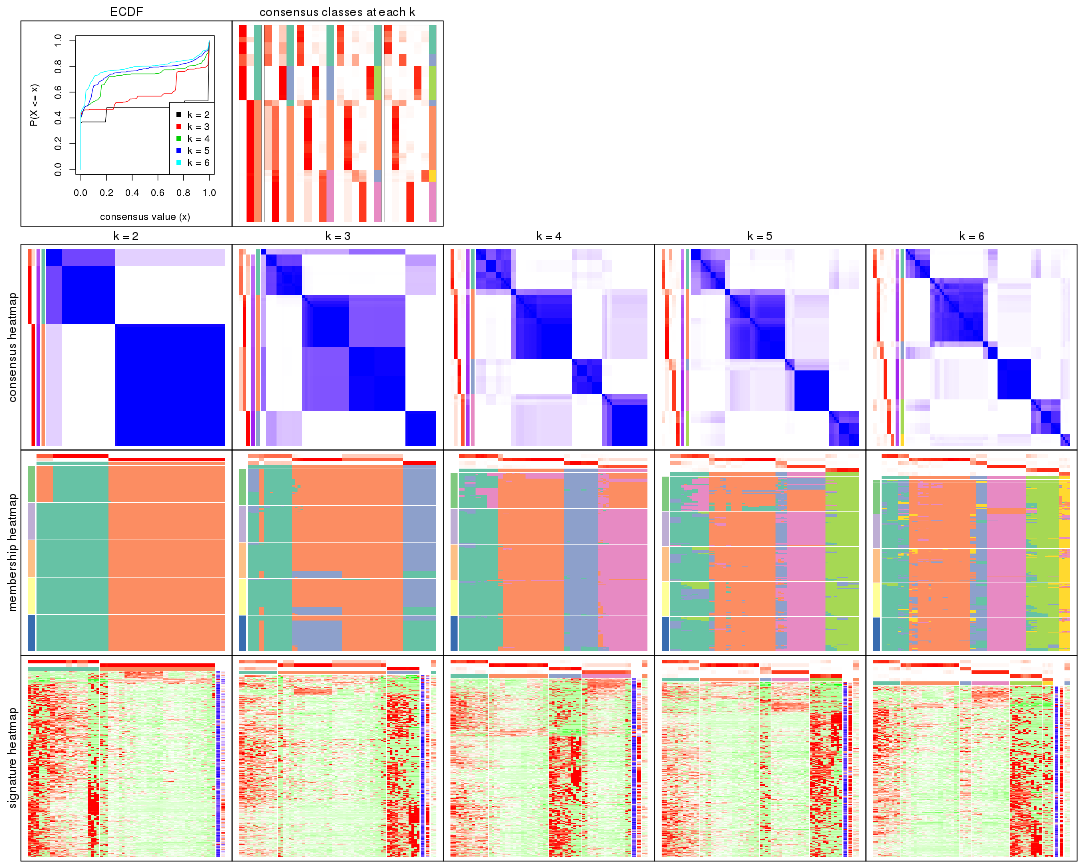 ECDF
consensus classes at each k
P(X <= x)
0.0 0.2 0.4 0.6 0.8 1.0
k = 2
k = 3
k = 4
k = 5
k = 6
0.0 0.2 0.4 0.6 0.8 1.0
consensus value (x)
k = 2
k = 3
k = 4
k = 5
k = 6
consensus heatmap
membership heatmap
signature heatmap